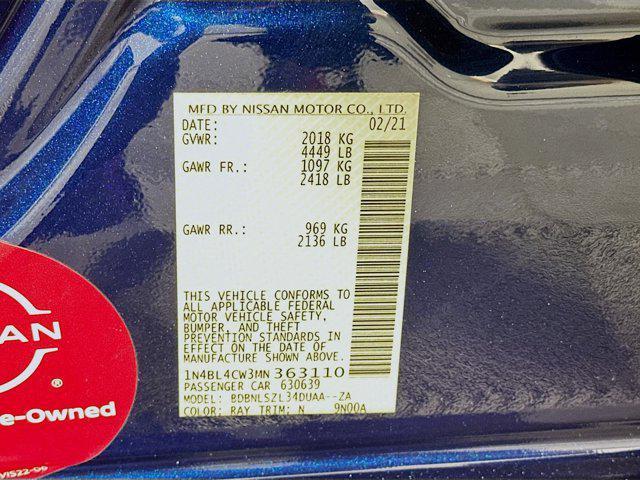 MFD BY NISSAN MOTOR CO., LTD.
DATE: 02/21
GVWR: 2018 KG
4449 LB
GAWR FR.: 1097 KG
2418 LB
GAWR RR.: 969 KG
2136 LB
THIS VEHICLE CONFORMS TO
ALL APPLICABLE FEDERAL
MOTOR VEHICLE SAFETY,
BUMPER, AND THEFT
PREVENTION STANDARDS IN
EFFECT ON THE DATE OF
MANUFACTURE SHOWN ABOVE.
1N4BL4CW3MN363110
PASSENGER CAR 630639
MODEL: BDBNLSZL34DUAA--ZA
COLOR: RAY TRIM: N 9N00A
SAN
®
e-Owned
VIS22-06